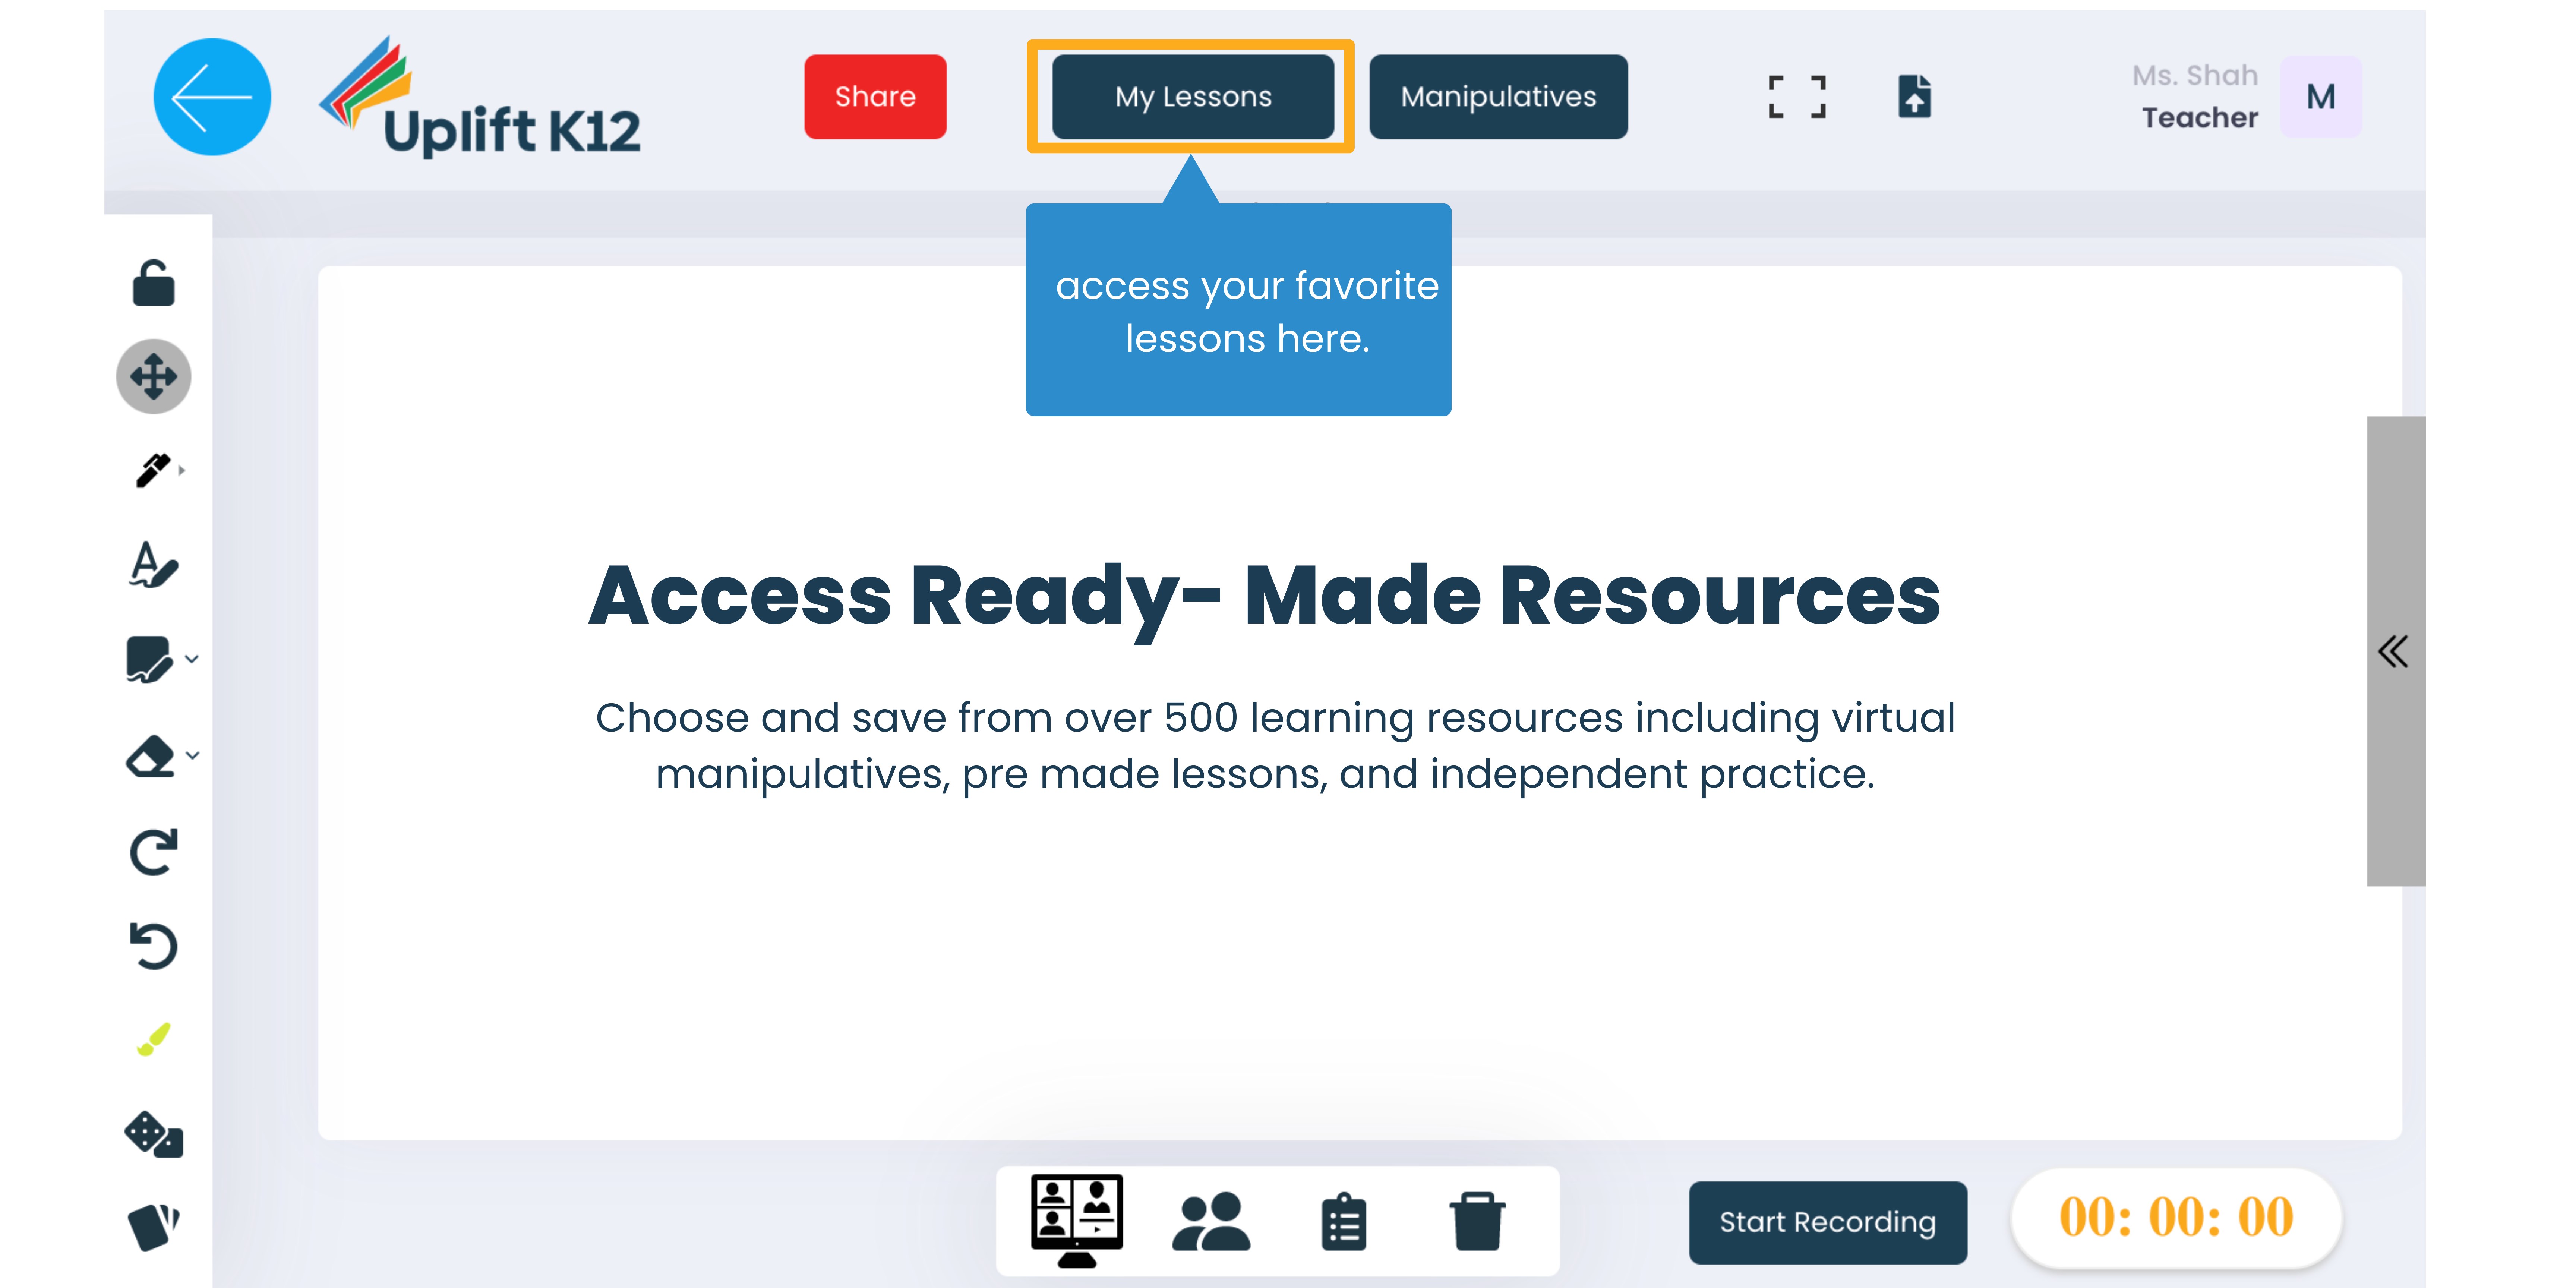 Uplift K12
Share
My Lessons
Manipulatives
Ms. Shah
Teacher
M
access your favorite
lessons here.
Access Ready- Made Resources
Choose and save from over 500 learning resources including virtual
manipulatives, pre made lessons, and independent practice.
Start Recording
00: 00: 00